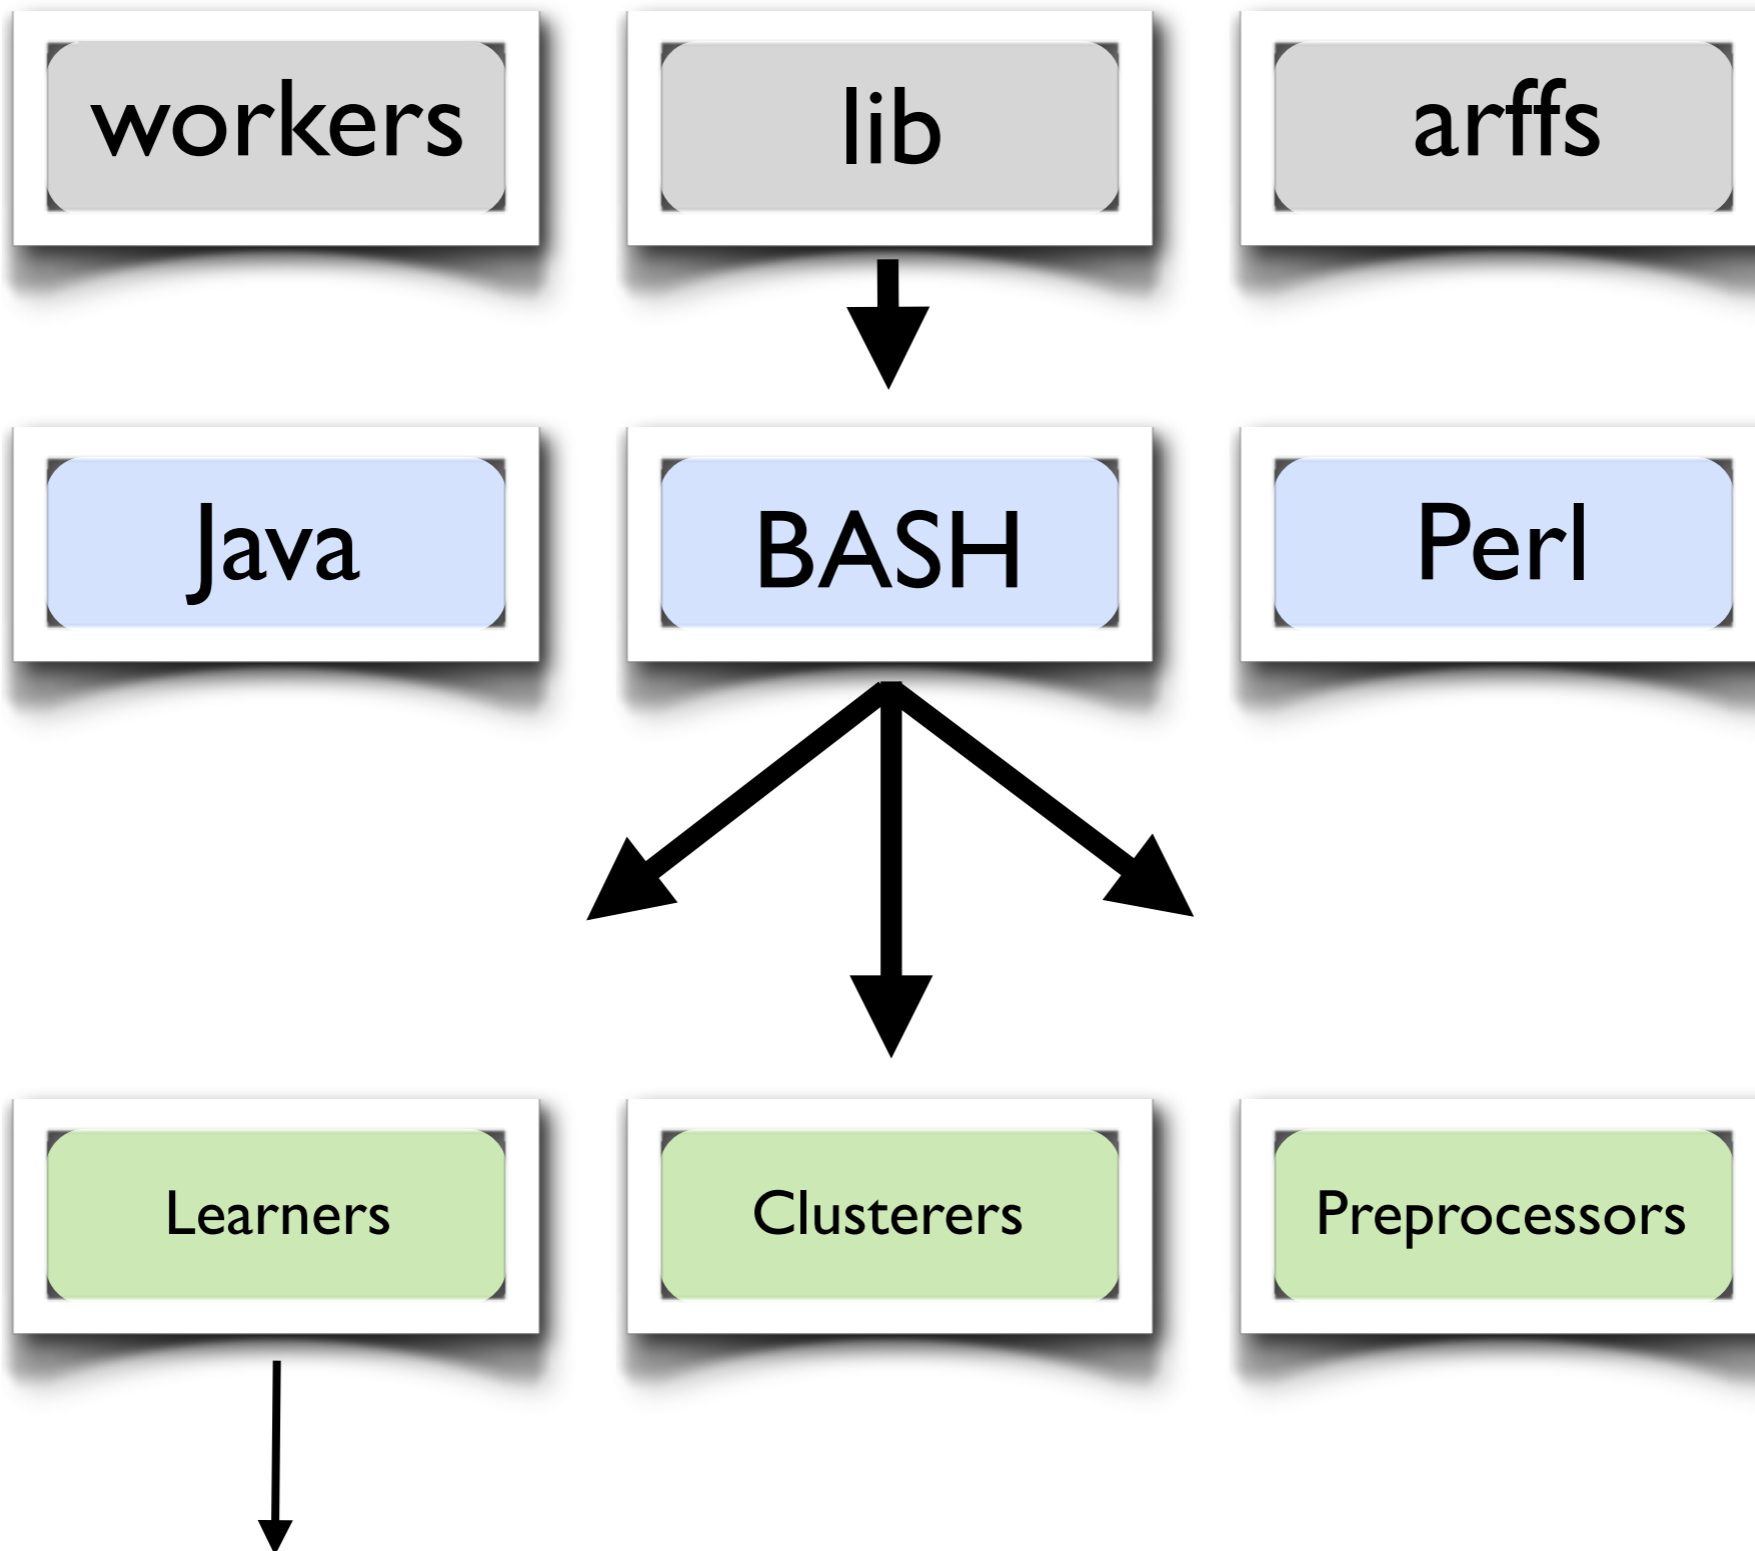 workers
lib
arffs
Java
BASH
Perl
Learners
Clusterers
Preprocessors